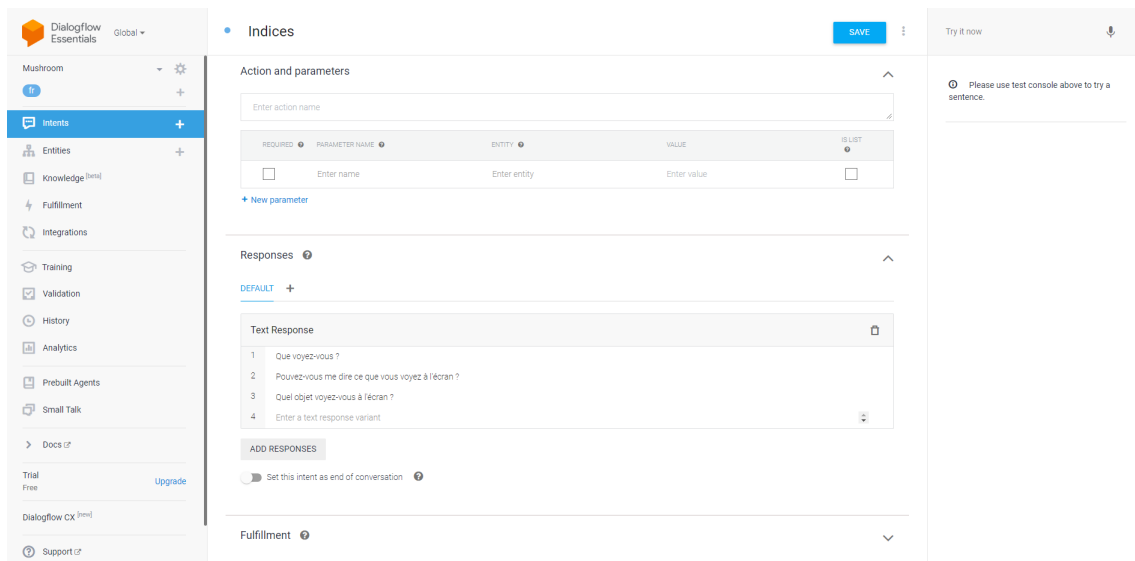 Dialogflow
Essentials
Global
Indices
SAVE
Try it now
Mushroom
fr
Intents
Entities
Knowledge [beta]
Fulfillment
Integrations
Training
Validation
History
Analytics
Prebuilt Agents
Small Talk
Docs
Trial
Free
Upgrade
Dialogflow CX [new]
Support
Action and parameters
Enter action name
REQUIRED PARAMETER NAME ENTITY VALUE IS LIST
Enter name Enter entity Enter value
+ New parameter
Responses
DEFAULT +
Text Response
1 Que voyez-vous ?
2 Pouvez-vous me dire ce que vous voyez à l'écran ?
3 Quel objet voyez-vous à l'écran ?
4 Enter a text response variant
ADD RESPONSES
Set this intent as end of conversation
Fulfillment
Please use test console above to try a
sentence.